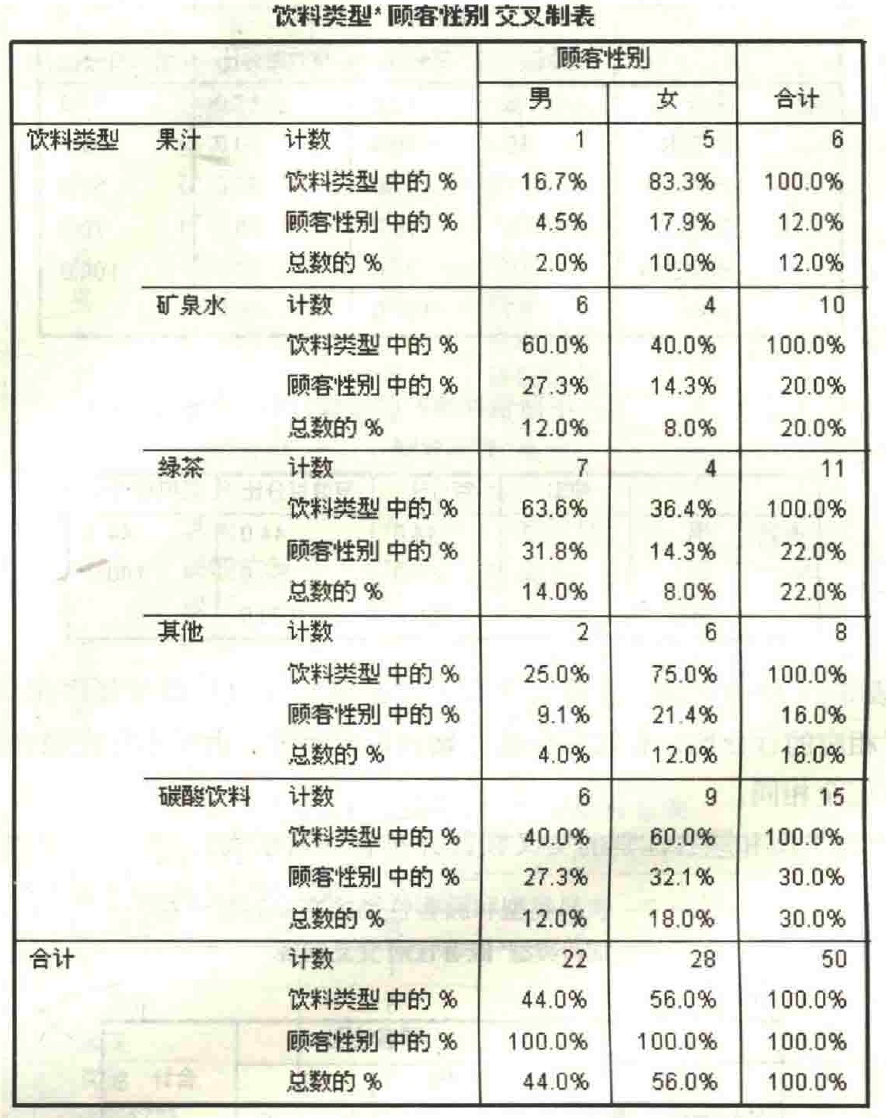 饮料类型* 顾客性别 交叉制表
顾客性别
男 女 合计
饮料类型 果汁 计数 1 5 6
饮料类型 中的 % 16.7% 83.3% 100.0%
顾客性别 中的 % 4.5% 17.9% 12.0%
总数的 % 2.0% 10.0% 12.0%
矿泉水 计数 6 4 10
饮料类型 中的 % 60.0% 40.0% 100.0%
顾客性别 中的 % 27.3% 14.3% 20.0%
总数的 % 12.0% 8.0% 20.0%
绿茶 计数 7 4 11
饮料类型 中的 % 63.6% 36.4% 100.0%
顾客性别 中的 % 31.8% 14.3% 22.0%
总数的 % 14.0% 8.0% 22.0%
其他 计数 2 6 8
饮料类型 中的 % 25.0% 75.0% 100.0%
顾客性别 中的 % 9.1% 21.4% 16.0%
总数的 % 4.0% 12.0% 16.0%
碳酸饮料 计数 6 9 15
饮料类型 中的 % 40.0% 60.0% 100.0%
顾客性别 中的 % 27.3% 32.1% 30.0%
总数的 % 12.0% 18.0% 30.0%
合计 计数 22 28 50
饮料类型 中的 % 44.0% 56.0% 100.0%
顾客性别 中的 % 100.0% 100.0% 100.0%
总数的 % 44.0% 56.0% 100.0%